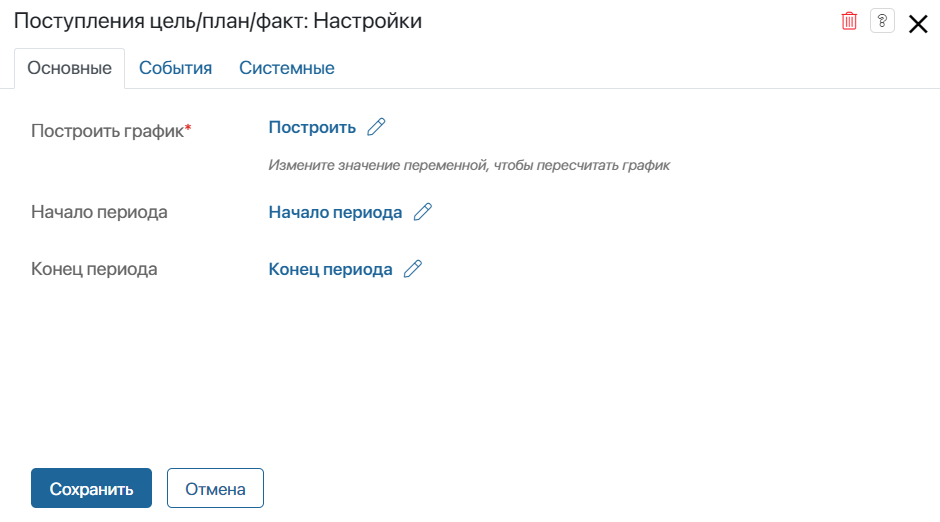 Поступления цель/план/факт: Настройки
?
Основные События Системные
Построить график* Построить
Измените значение переменной, чтобы пересчитать график
Начало периода Начало периода
Конец периода Конец периода
Сохранить Отмена